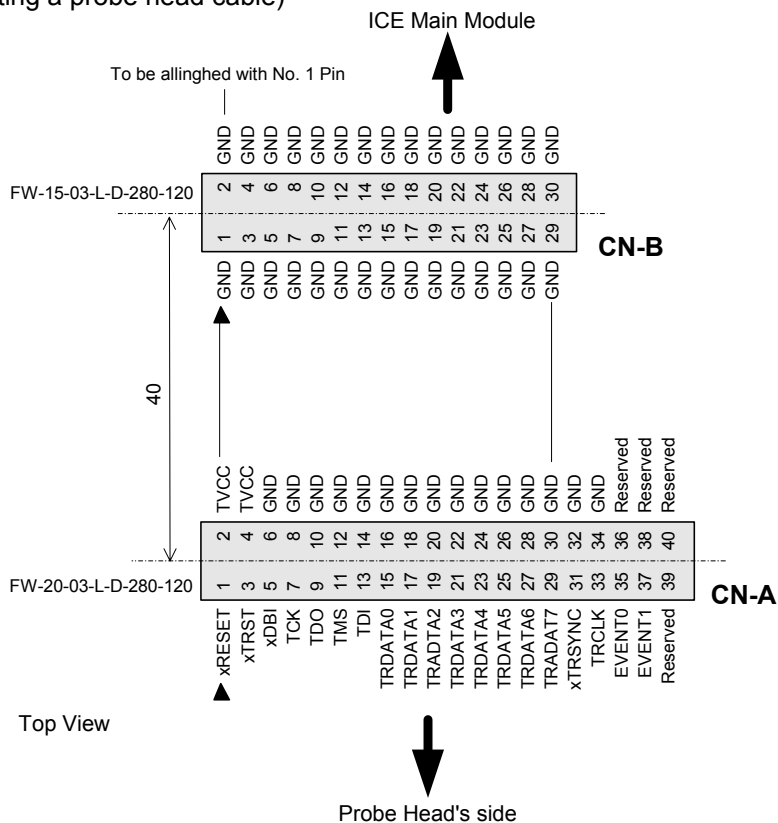 ting a probe head cable)
ICE Main Module
To be allinghed with No. 1 Pin
GND GND GND GND GND GND GND GND GND GND GND GND GND GND GND
FW-15-03-L-D-280-120
2 4 6 8 10 12 14 16 18 20 22 24 26 28 30
1 3 5 7 9 11 13 15 17 19 21 23 25 27 29
CN-B
GND GND GND GND GND GND GND GND GND GND GND GND GND GND GND
40
TVCC TVCC GND GND GND GND GND GND GND GND GND GND GND GND GND GND GND Reserved Reserved Reserved
2 4 6 8 10 12 14 16 18 20 22 24 26 28 30 32 34 36 38 40
FW-20-03-L-D-280-120
1 3 5 7 9 11 13 15 17 19 21 23 25 27 29 31 33 35 37 39
CN-A
xRESET xTRST xDBI TCK TDO TMS TDI TRDATA0 TRDATA1 TRADTA2 TRDATA3 TRDATA4 TRDATA5 TRDATA6 TRADAT7 xTRSYNC TRCLK EVENT0 EVENT1 Reserved
Top View
Probe Head's side